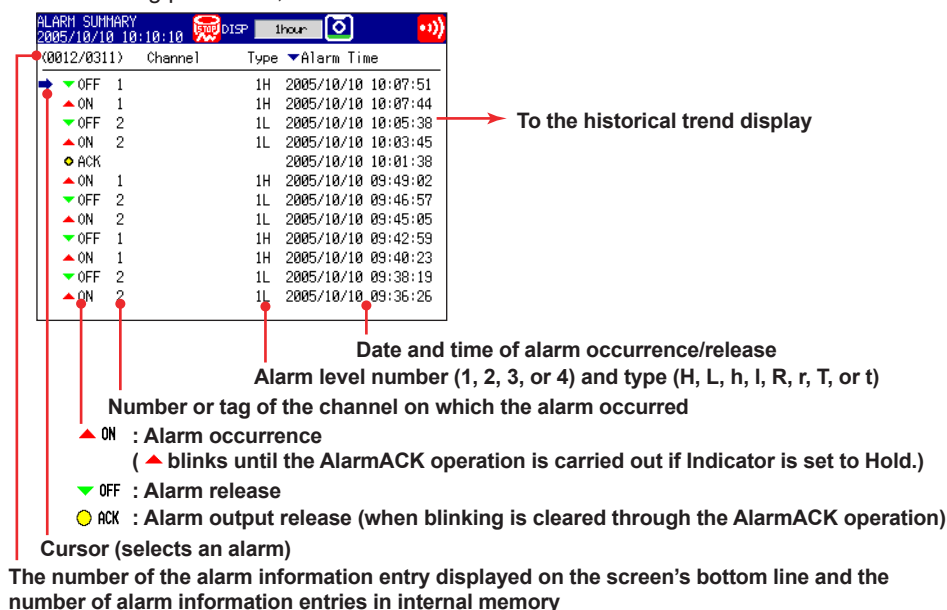 ALARM SUMMARY
2005/10/10 10:10:10 STOP DISP 1hour
(0012/0311) Channel Type ▼Alarm Time
▼OFF 1 1H 2005/10/10 10:07:51
▲ON 1 1H 2005/10/10 10:07:44
▼OFF 2 1L 2005/10/10 10:05:38
▲ON 2 1L 2005/10/10 10:03:45
ACK 2005/10/10 10:01:38
▲ON 1 1H 2005/10/10 09:49:02
▼OFF 2 1L 2005/10/10 09:46:57
▲ON 2 1L 2005/10/10 09:45:05
▼OFF 1 1H 2005/10/10 09:42:59
▲ON 1 1H 2005/10/10 09:40:23
▼OFF 2 1L 2005/10/10 09:38:19
▲ON 2 1L 2005/10/10 09:36:26
To the historical trend display
Date and time of alarm occurrence/release
Alarm level number (1, 2, 3, or 4) and type (H, L, h, l, R, r, T, or t)
Number or tag of the channel on which the alarm occurred
▲ ON : Alarm occurrence
( ▲ blinks until the AlarmACK operation is carried out if Indicator is set to Hold.)
▼ OFF : Alarm release
ACK : Alarm output release (when blinking is cleared through the AlarmACK operation)
Cursor (selects an alarm)
The number of the alarm information entry displayed on the screen's bottom line and the
number of alarm information entries in internal memory